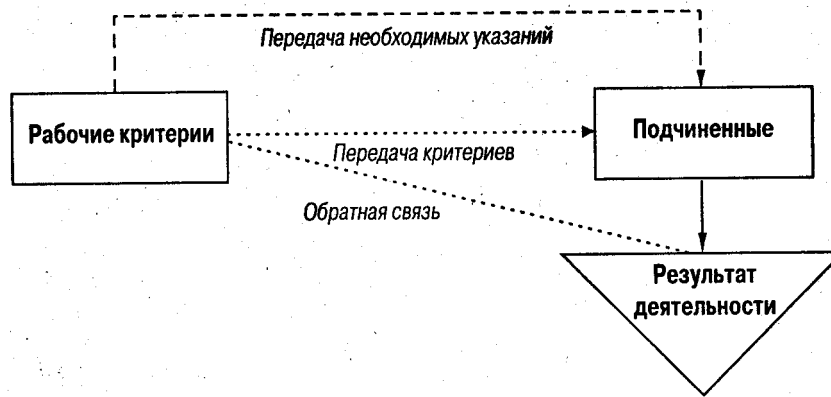 Передача необходимых указаний
Рабочие критерии
Подчиненные
Передача критериев
Обратная связь
Результат
деятельности